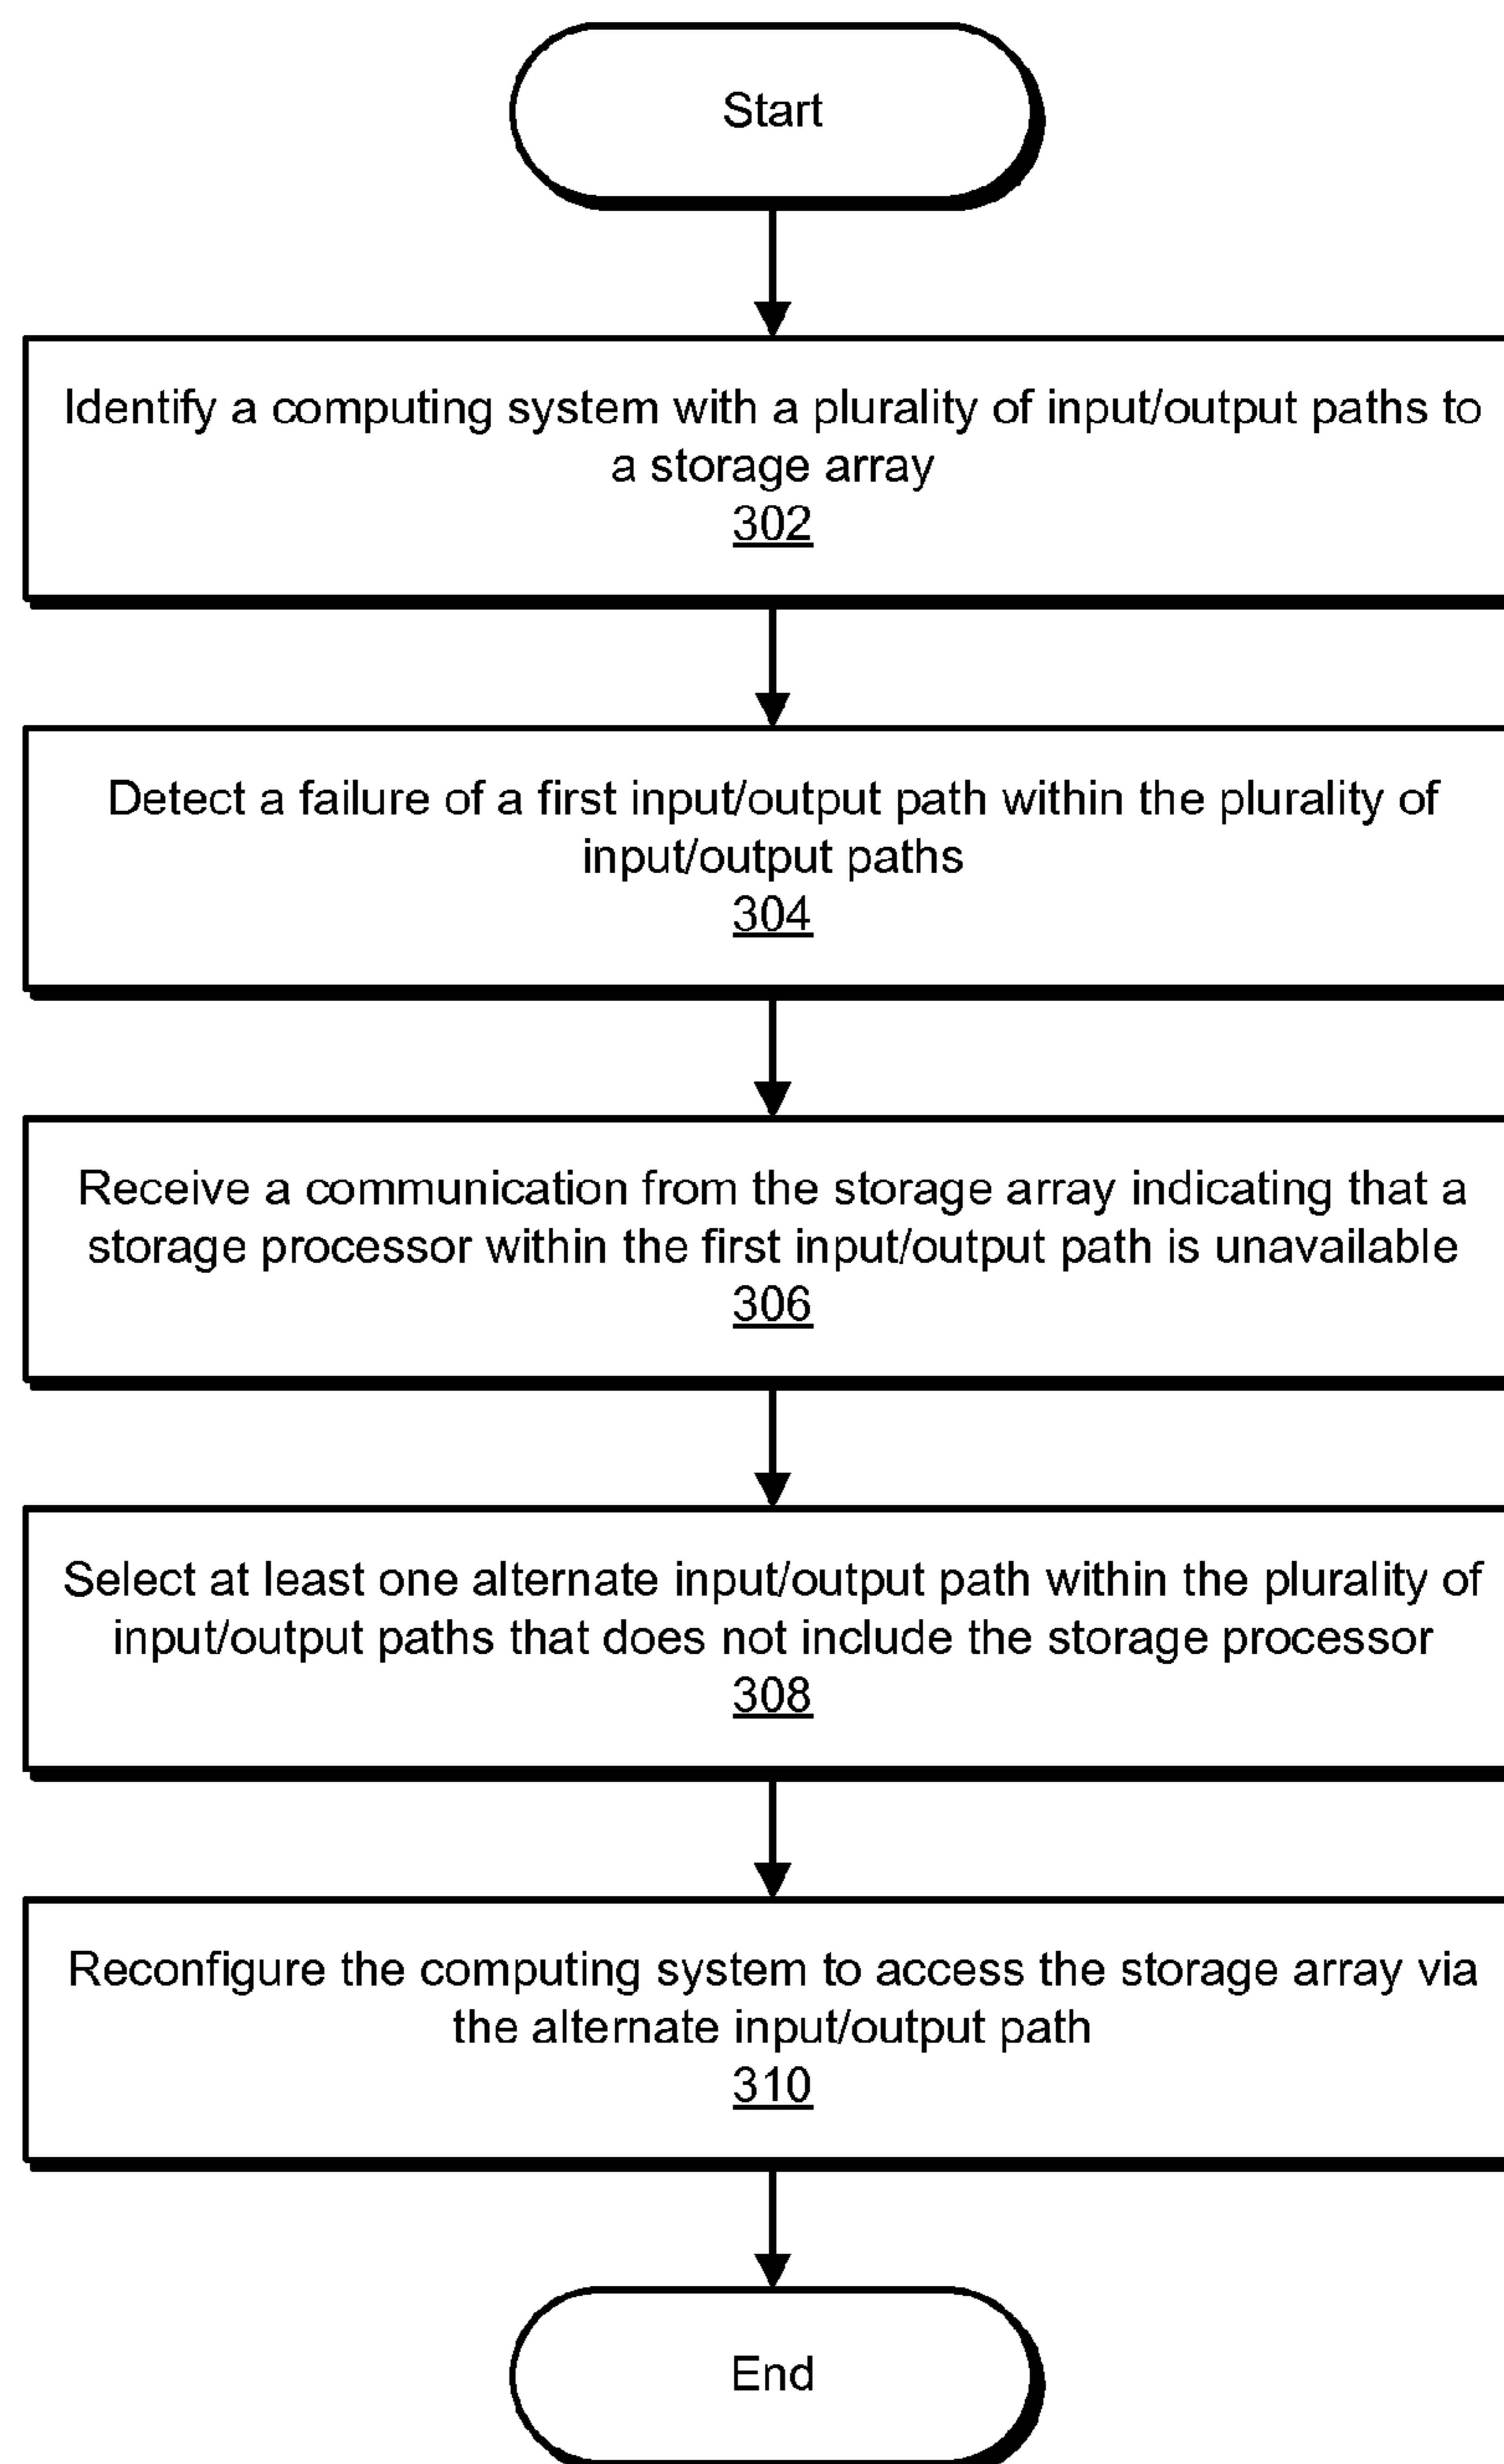 Start
Identify a computing system with a plurality of input/output paths to
a storage array
302
Detect a failure of a first input/output path within the plurality of
input/output paths
304
Receive a communication from the storage array indicating that a
storage processor within the first input/output path is unavailable
306
Select at least one alternate input/output path within the plurality of
input/output paths that does not include the storage processor
308
Reconfigure the computing system to access the storage array via
the alternate input/output path
310
End